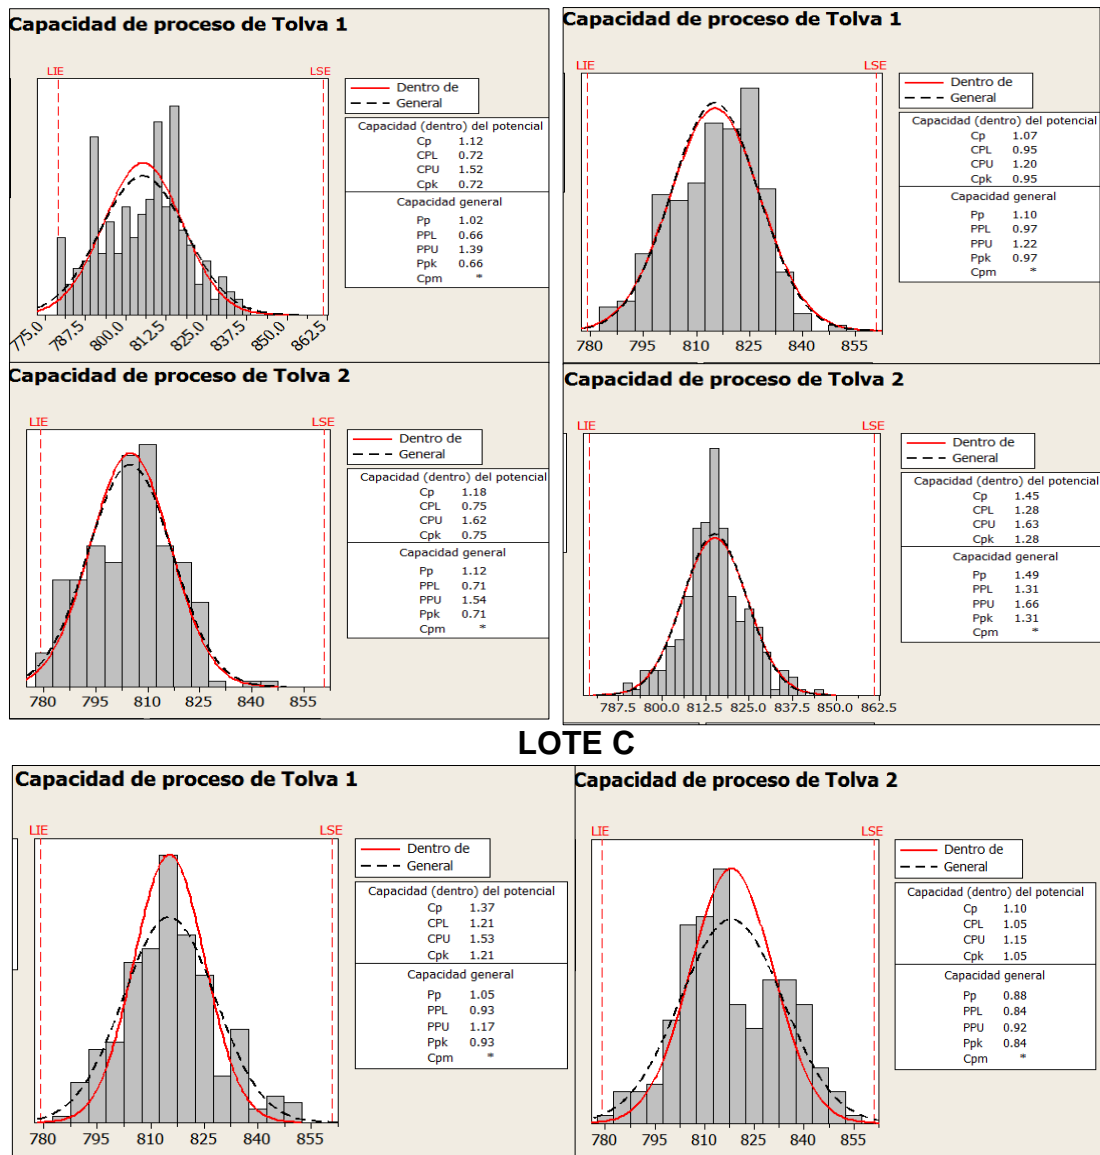 Capacidad de proceso de Tolva 1
LIE LSE
Dentro de
General
Capacidad (dentro) del potencial
Cp 1.12
CPL 0.72
CPU 1.52
Cpk 0.72
Capacidad general
Pp 1.02
PPL 0.66
PPU 1.39
Ppk 0.66
Cpm *
775.0 787.5 800.0 812.5 825.0 837.5 850.0 862.5
Capacidad de proceso de Tolva 1
LIE LSE
Dentro de
General
Capacidad (dentro) del potencial
Cp 1.07
CPL 0.95
CPU 1.20
Cpk 0.95
Capacidad general
Pp 1.10
PPL 0.97
PPU 1.22
Ppk 0.97
Cpm *
780 795 810 825 840 855
Capacidad de proceso de Tolva 2
LIE LSE
Dentro de
General
Capacidad (dentro) del potencial
Cp 1.18
CPL 0.75
CPU 1.62
Cpk 0.75
Capacidad general
Pp 1.12
PPL 0.71
PPU 1.54
Ppk 0.71
Cpm *
780 795 810 825 840 855
Capacidad de proceso de Tolva 2
LIE LSE
Dentro de
General
Capacidad (dentro) del potencial
Cp 1.45
CPL 1.28
CPU 1.63
Cpk 1.28
Capacidad general
Pp 1.49
PPL 1.31
PPU 1.66
Ppk 1.31
Cpm *
787.5 800.0 812.5 825.0 837.5 850.0 862.5
LOTE C
Capacidad de proceso de Tolva 1
LIE LSE
Dentro de
General
Capacidad (dentro) del potencial
Cp 1.37
CPL 1.21
CPU 1.53
Cpk 1.21
Capacidad general
Pp 1.05
PPL 0.93
PPU 1.17
Ppk 0.93
Cpm *
780 795 810 825 840 855
Capacidad de proceso de Tolva 2
LIE LSE
Dentro de
General
Capacidad (dentro) del potencial
Cp 1.10
CPL 1.05
CPU 1.15
Cpk 1.05
Capacidad general
Pp 0.88
PPL 0.84
PPU 0.92
Ppk 0.84
Cpm *
780 795 810 825 840 855